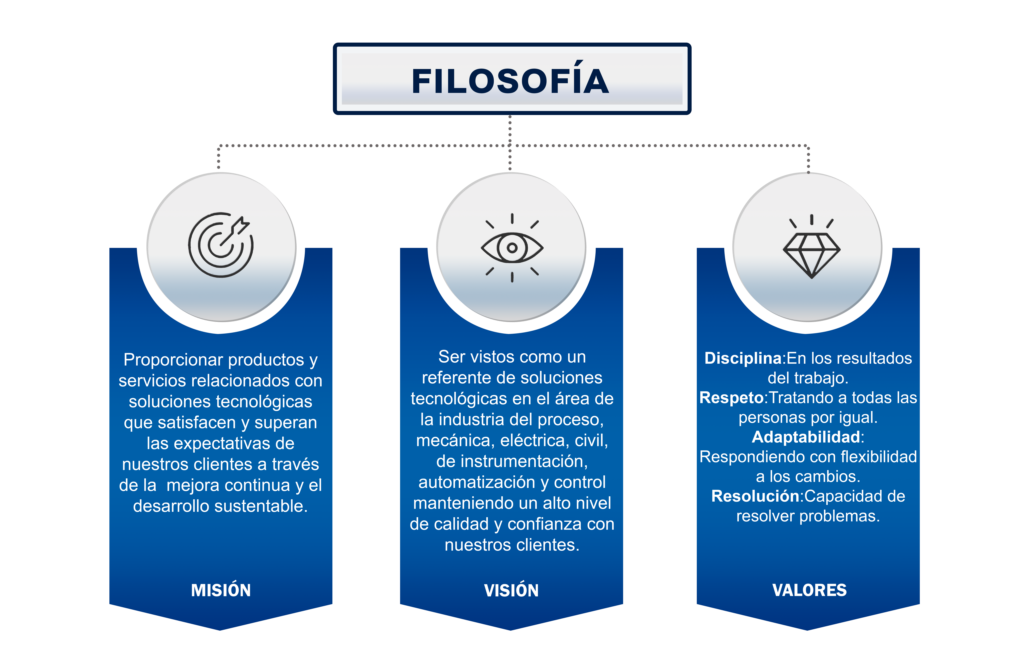 FILOSOFÍA
Proporcionar productos y
servicios relacionados con
soluciones tecnológicas
que satisfacen y superan
las expectativas de
nuestros clientes a través
de la  mejora continua y el
desarrollo sustentable.
MISIÓN
Ser vistos como un
referente de soluciones
tecnológicas en el área de
la industria del proceso,
mecánica, eléctrica, civil,
de instrumentación,
automatización y control
manteniendo un alto nivel
de calidad y confianza con
nuestros clientes.
VISIÓN
Disciplina:En los resultados
del trabajo.
Respeto:Tratando a todas las
personas por igual.
Adaptabilidad:
Respondiendo con flexibilidad
a los cambios.
Resolución:Capacidad de
resolver problemas.
VALORES